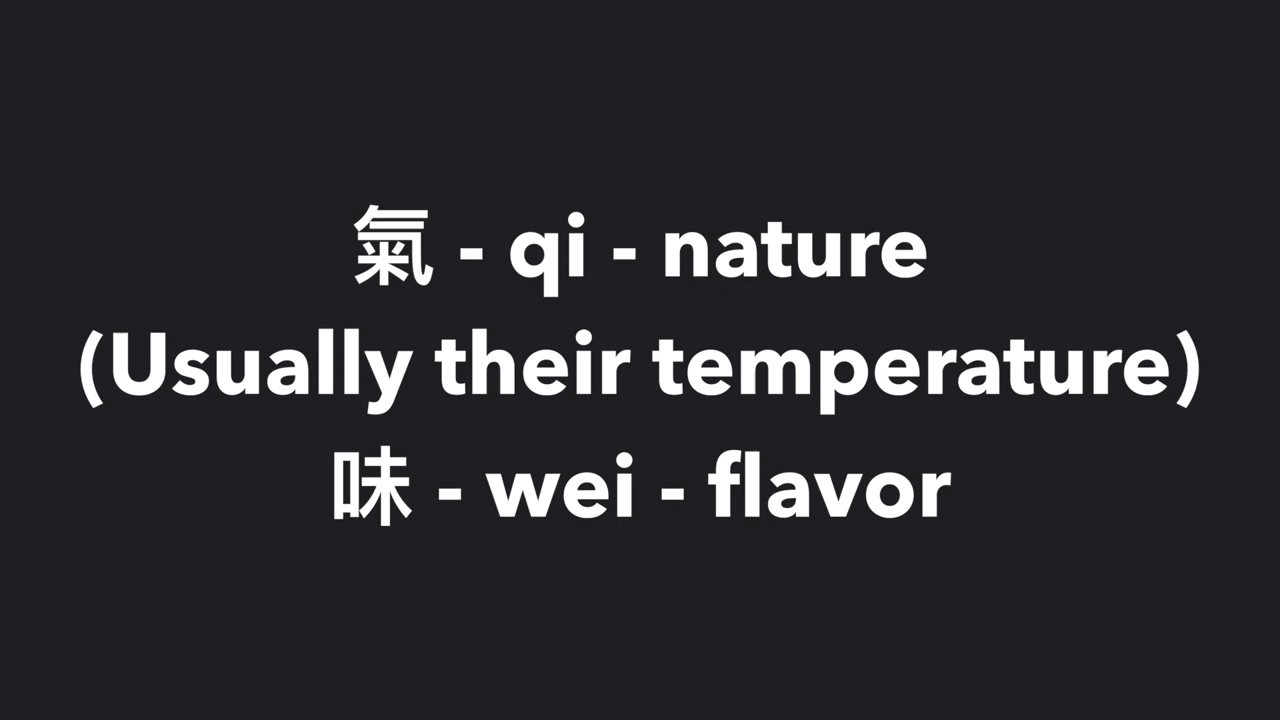 氣 - qi - nature
(Usually their temperature)
味 - wei - flavor